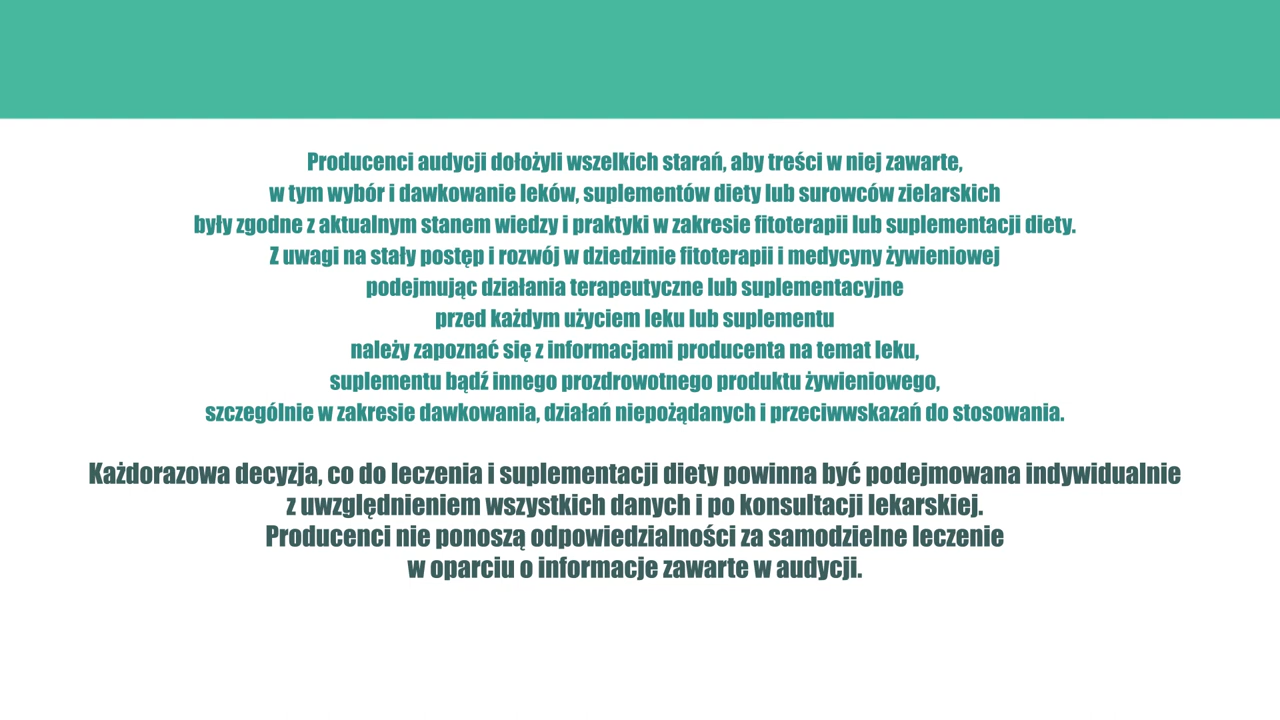 Producenci audycji dołożyli wszelkich starań, aby treści w niej zawarte,
w tym wybór i dawkowanie leków, suplementów diety lub surowców zielarskich
były zgodne z aktualnym stanem wiedzy i praktyki w zakresie fitoterapii lub suplementacji diety.
Z uwagi na stały postęp i rozwój w dziedzinie fitoterapii i medycyny żywieniowej
podejmując działania terapeutyczne lub suplementacyjne
przed każdym użyciem leku lub suplementu
należy zapoznać się z informacjami producenta na temat leku,
suplementu bądź innego prozdrowotnego produktu żywieniowego,
szczególnie w zakresie dawkowania, działań niepożądanych i przeciwwskazań do stosowania.
Każdorazowa decyzja, co do leczenia i suplementacji diety powinna być podejmowana indywidualnie
z uwzględnieniem wszystkich danych i po konsultacji lekarskiej.
Producenci nie ponoszą odpowiedzialności za samodzielne leczenie
w oparciu o informacje zawarte w audycji.